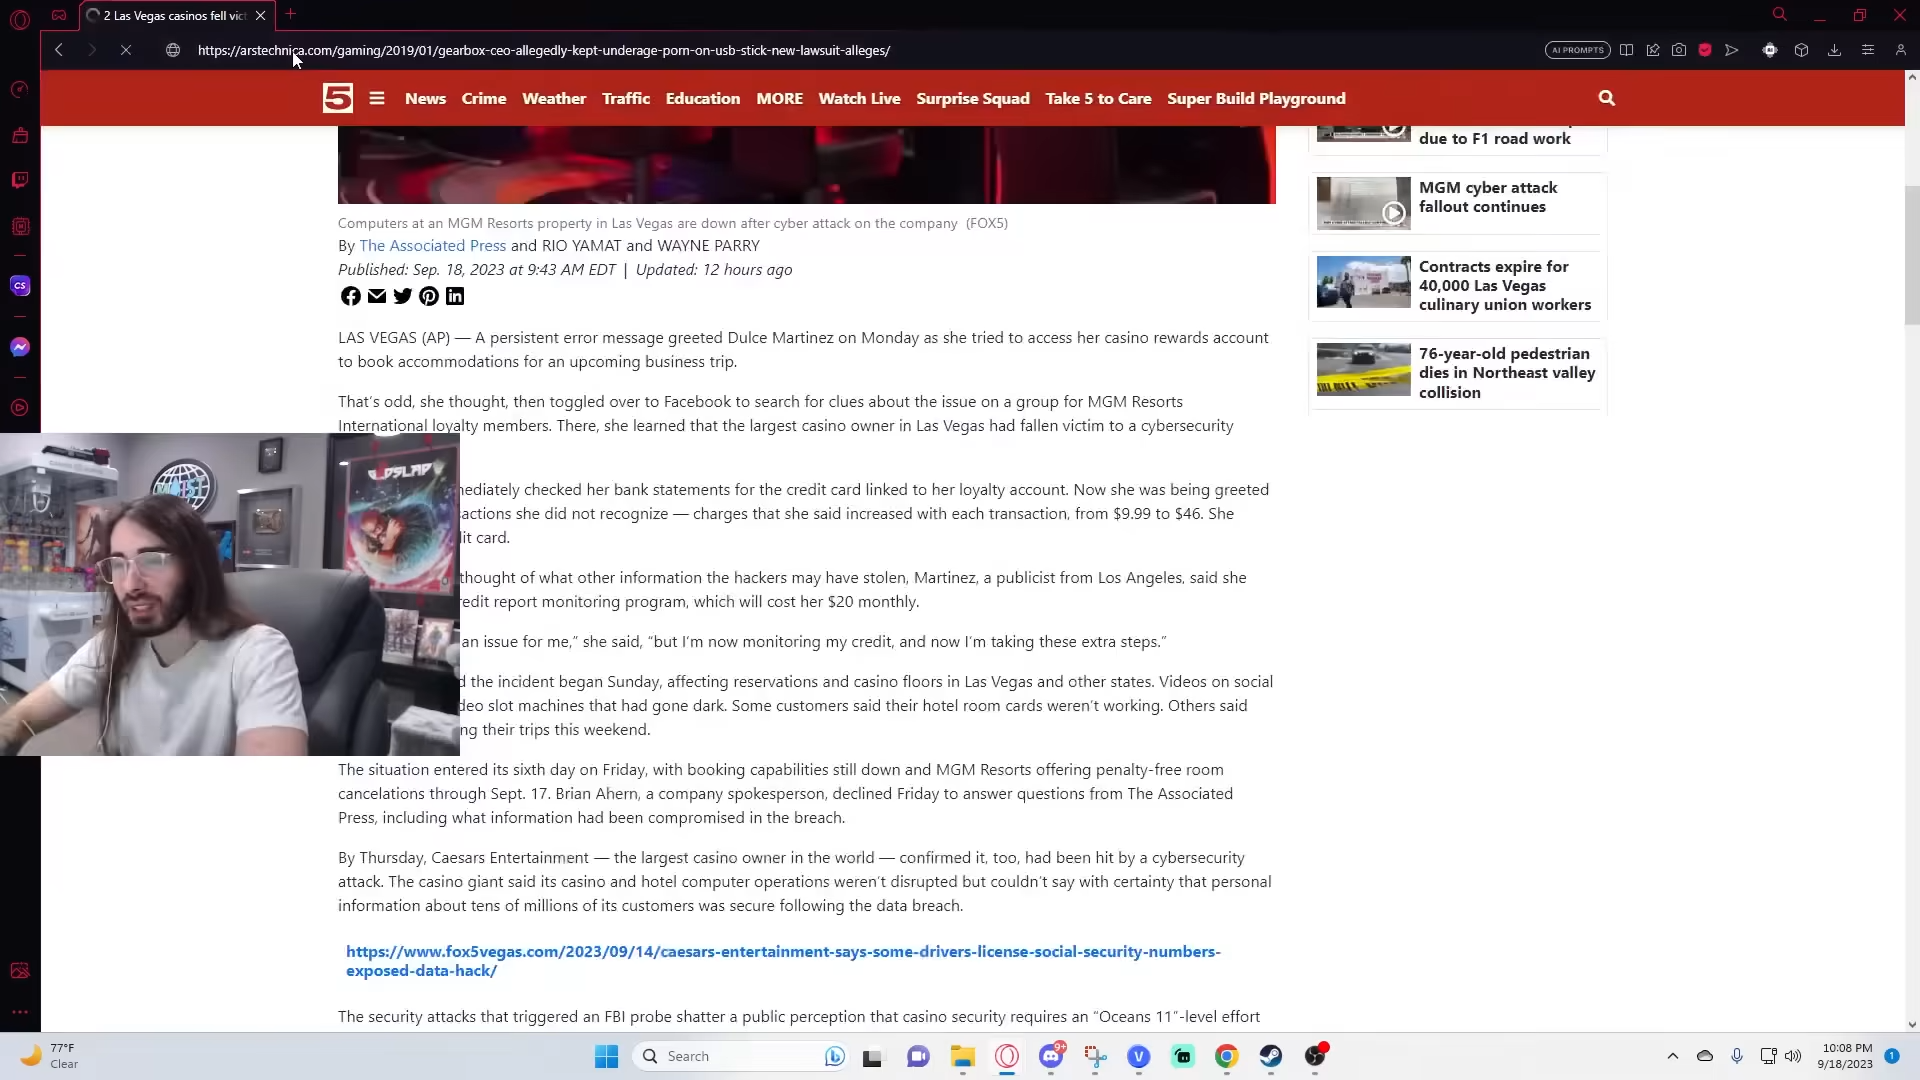 2 Las Vegas casinos fell vict
https://arstechnica.com/gaming/2019/01/gearbox-ceo-allegedly-kept-underage-porn-on-usb-stick-new-lawsuit-alleges/
AI PROMPTS
5 News Crime Weather Traffic Education MORE Watch Live Surprise Squad Take 5 to Care Super Build Playground
due to F1 road work
MGM cyber attack
fallout continues
Contracts expire for
40,000 Las Vegas
culinary union workers
76-year-old pedestrian
dies in Northeast valley
collision
Computers at an MGM Resorts property in Las Vegas are down after cyber attack on the company (FOX5)
By The Associated Press and RIO YAMAT and WAYNE PARRY
Published: Sep. 18, 2023 at 9:43 AM EDT | Updated: 12 hours ago
LAS VEGAS (AP) — A persistent error message greeted Dulce Martinez on Monday as she tried to access her casino rewards account
to book accommodations for an upcoming business trip.
That's odd, she thought, then toggled over to Facebook to search for clues about the issue on a group for MGM Resorts
International loyalty members. There, she learned that the largest casino owner in Las Vegas had fallen victim to a cybersecurity
mediately checked her bank statements for the credit card linked to her loyalty account. Now she was being greeted
sactions she did not recognize — charges that she said increased with each transaction, from $9.99 to $46. She
dit card.
thought of what other information the hackers may have stolen, Martinez, a publicist from Los Angeles, said she
redit report monitoring program, which will cost her $20 monthly.
an issue for me,” she said, “but I'm now monitoring my credit, and now I'm taking these extra steps.”
d the incident began Sunday, affecting reservations and casino floors in Las Vegas and other states. Videos on social
deo slot machines that had gone dark. Some customers said their hotel room cards weren't working. Others said
ng their trips this weekend.
GODSLAP
The situation entered its sixth day on Friday, with booking capabilities still down and MGM Resorts offering penalty-free room
cancelations through Sept. 17. Brian Ahern, a company spokesperson, declined Friday to answer questions from The Associated
Press, including what information had been compromised in the breach.
By Thursday, Caesars Entertainment — the largest casino owner in the world — confirmed it, too, had been hit by a cybersecurity
attack. The casino giant said its casino and hotel computer operations weren't disrupted but couldn't say with certainty that personal
information about tens of millions of its customers was secure following the data breach.
https://www.fox5vegas.com/2023/09/14/caesars-entertainment-says-some-drivers-license-social-security-numbers-
exposed-data-hack/
The security attacks that triggered an FBI probe shatter a public perception that casino security requires an “Oceans 11”-level effort
77°F
Clear
Search
9+
10:08 PM
9/18/2023
1
CS